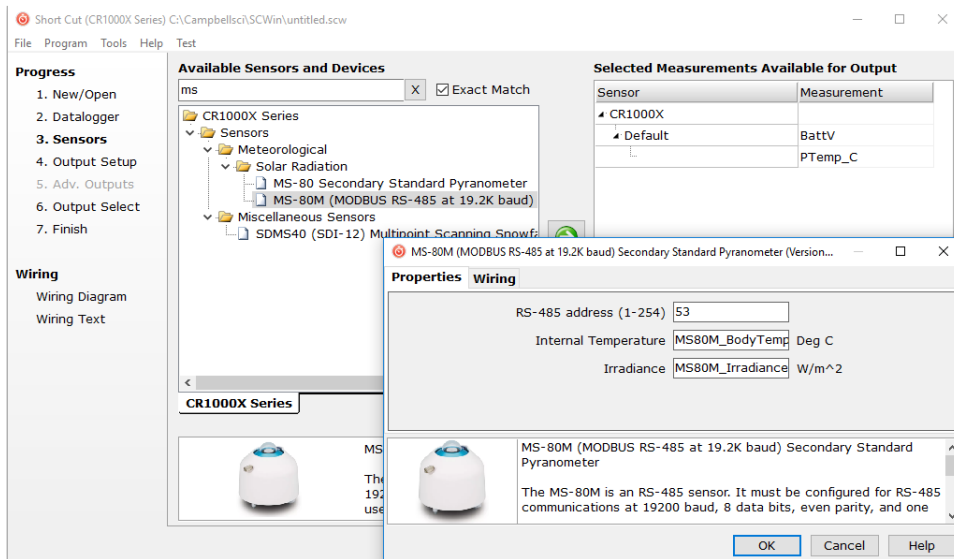 Short Cut (CR1000X Series) C:\Campbellsci\SCWin\untitled.scw
File Program Tools Help Test
Progress
1. New/Open
2. Datalogger
3. Sensors
4. Output Setup
5. Adv. Outputs
6. Output Select
7. Finish
Wiring
Wiring Diagram
Wiring Text
Available Sensors and Devices
ms
X
Exact Match
CR1000X Series
Sensors
Meteorological
Solar Radiation
MS-80 Secondary Standard Pyranometer
MS-80M (MODBUS RS-485 at 19.2K baud)
Miscellaneous Sensors
SDMS40 (SDI-12) Multipoint Scanning Snowfa
CR1000X Series
MS
The
192
use
Selected Measurements Available for Output
Sensor Measurement
CR1000X
Default BattV
PTemp_C
MS-80M (MODBUS RS-485 at 19.2K baud) Secondary Standard Pyranometer (Version...
Properties Wiring
RS-485 address (1-254) 53
Internal Temperature MS80M_BodyTemp Deg C
Irradiance MS80M_Irradiance W/m^2
MS-80M (MODBUS RS-485 at 19.2K baud) Secondary Standard
Pyranometer
The MS-80M is an RS-485 sensor. It must be configured for RS-485
communications at 19200 baud, 8 data bits, even parity, and one
OK Cancel Help